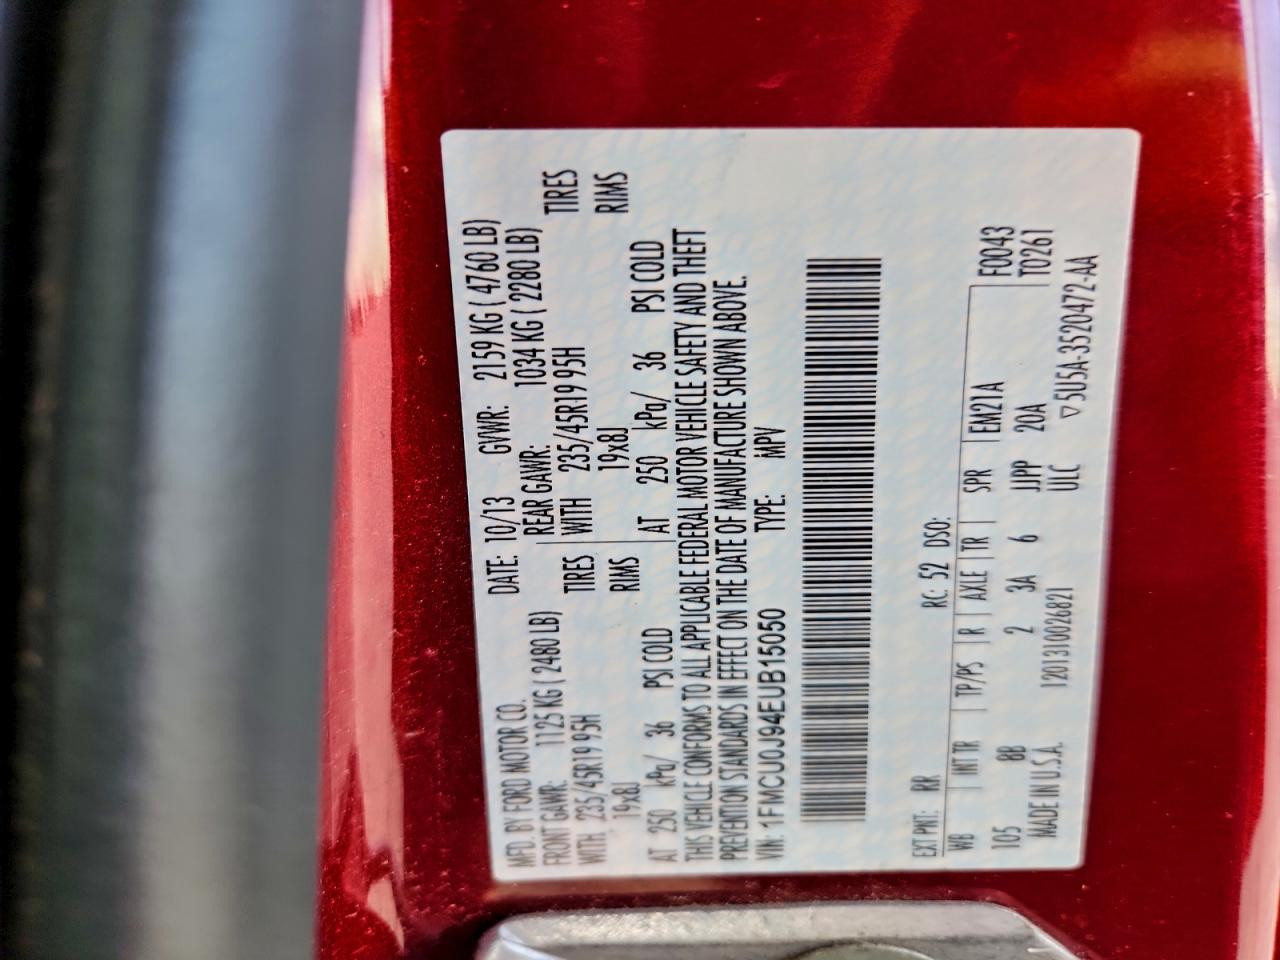 MFD. BY FORD MOTOR CO.
DATE: 10/13 GVWR: 2159 KG ( 4760 LB)
FRONT GAWR: 1125 KG ( 2480 LB) REAR GAWR: 1034 KG ( 2280 LB)
WITH 235/45R19 95H TIRES WITH 235/45R19 95H TIRES
19x8J RIMS 19x8J RIMS
AT 250 kPa/ 36 PSI COLD AT 250 kPa/ 36 PSI COLD
THIS VEHICLE CONFORMS TO ALL APPLICABLE FEDERAL MOTOR VEHICLE SAFETY AND THEFT
PREVENTION STANDARDS IN EFFECT ON THE DATE OF MANUFACTURE SHOWN ABOVE.
VIN: 1FMCU0J94EUB15050 TYPE: MPV
EXT PNT: RR RC: 52 DSO:
WB INT TR TP/PS R AXLE TR SPR EM21A F0043
105 8B 2 3A 6 JJPP 20A T0261
MADE IN U.S.A. 1201310026821 ULC ▽5U5A-3520472-AA